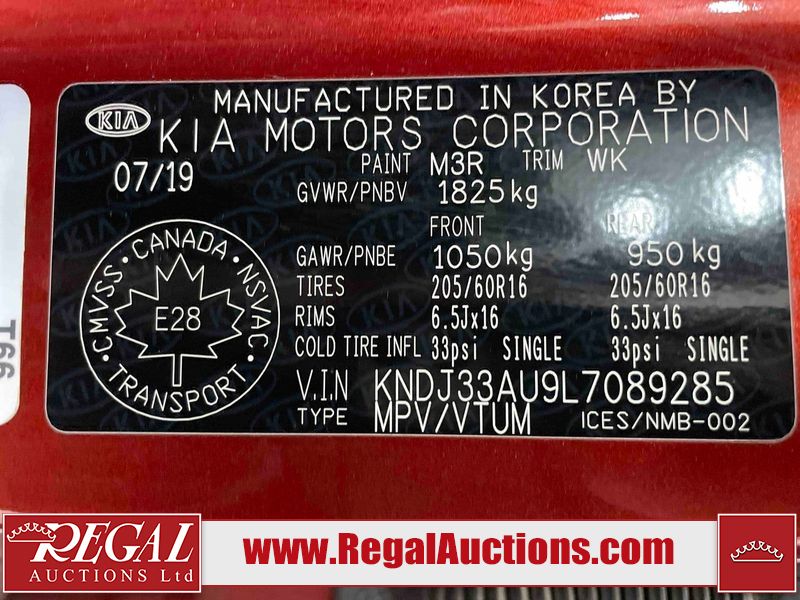 MANUFACTURED IN KOREA BY
KIA KIA MOTORS CORPORATION
07/19 PAINT M3R TRIM WK
GVWR/PNBV 1825kg
FRONT REAR
GAWR/PNBE 1050kg 950kg
TIRES 205/60R16 205/60R16
RIMS 6.5Jx16 6.5Jx16
COLD TIRE INFL 33psi SINGLE 33psi SINGLE
V.I.N KNDJ33AU9L7089285
TYPE MPV/VTUM ICES/NMB-002
CMVSS · CANADA · NSVAC · TRANSPORT ·
E28
T66
REGAL
AUCTIONS Ltd
www.RegalAuctions.com